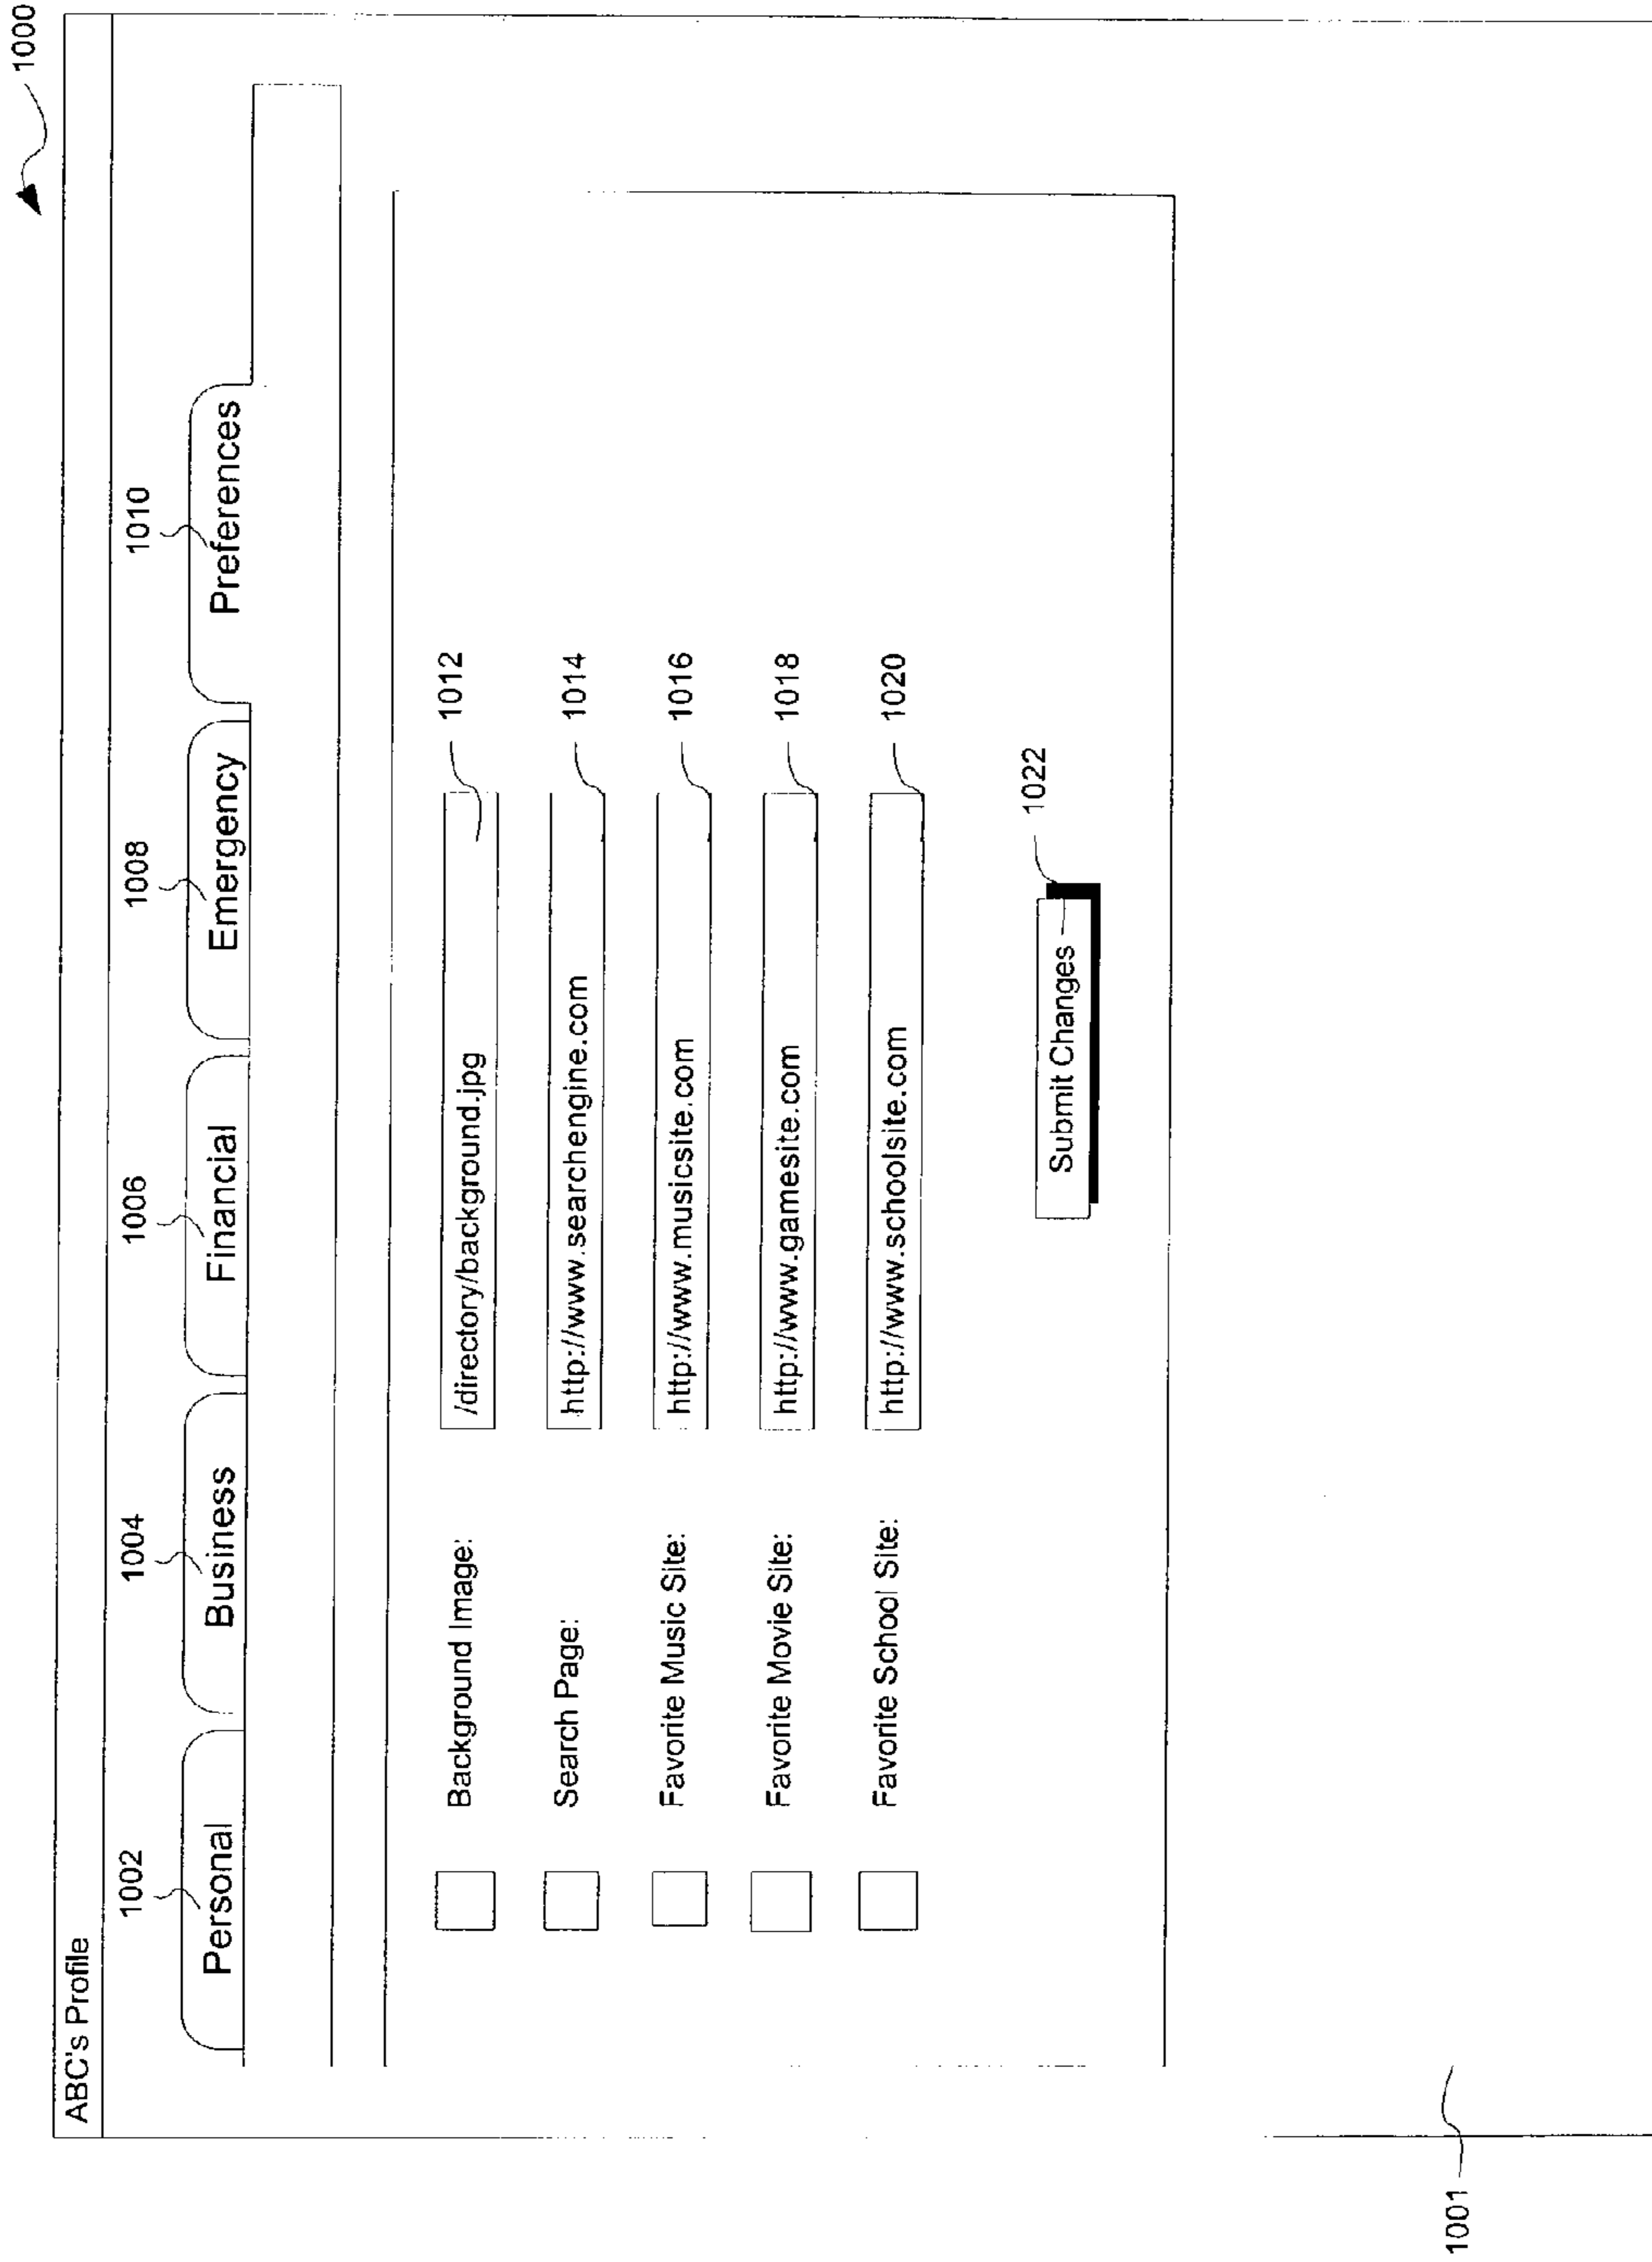 1000
ABC's Profile
1002 1004 1006 1008 1010
Personal Business Financial Emergency Preferences
Background Image: /directory/background.jpg 1012
Search Page: http://www.searchengine.com 1014
Favorite Music Site: http://www.musicsite.com 1016
Favorite Movie Site: http://www.gamesite.com 1018
Favorite School Site: http://www.schoolsite.com 1020
Submit Changes 1022
1001